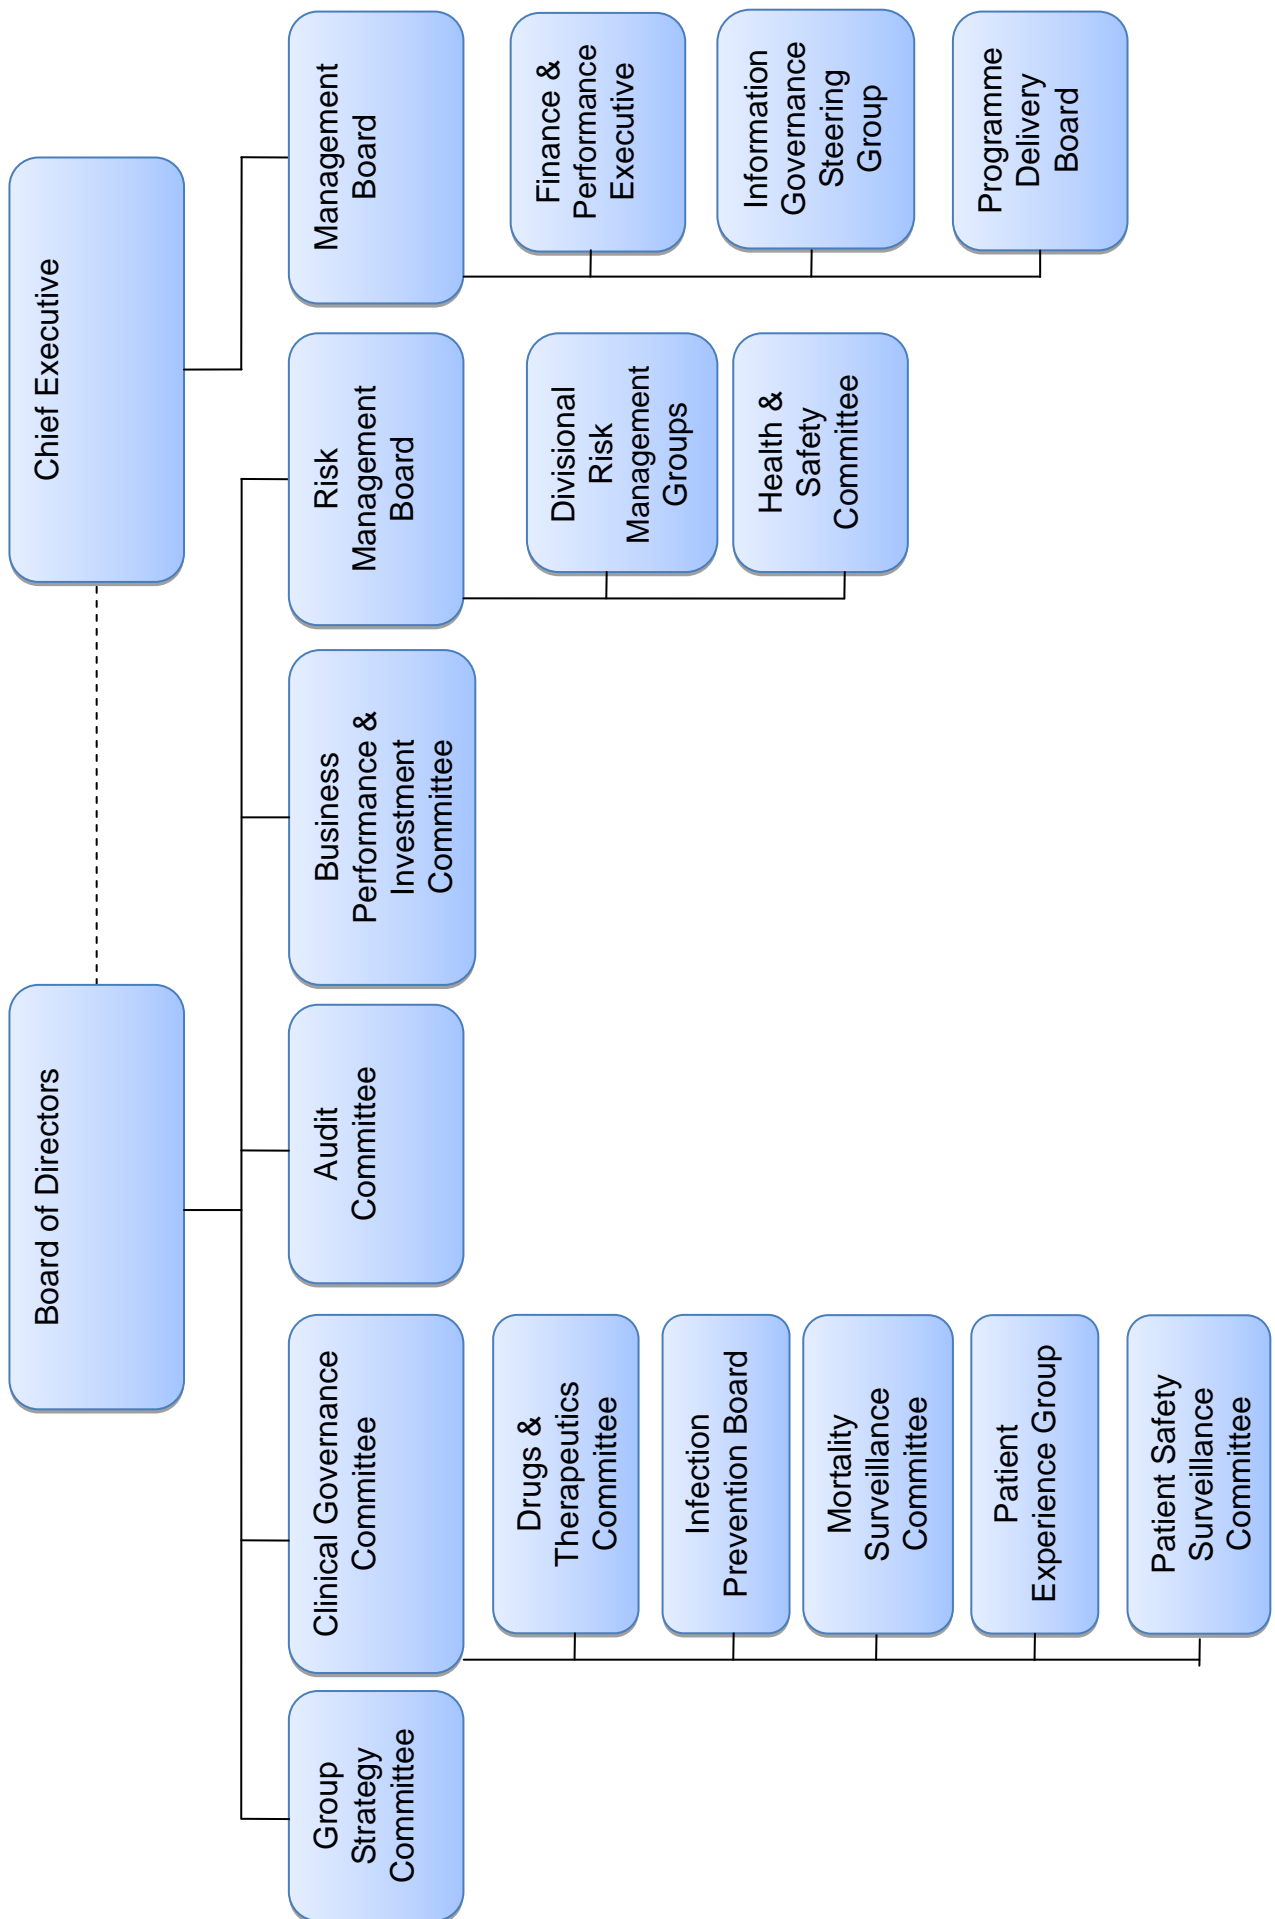 Board of Directors
Chief Executive
Group
Strategy
Committee
Clinical Governance
Committee
Audit
Committee
Business
Performance &
Investment
Committee
Risk
Management
Board
Management
Board
Drugs &
Therapeutics
Committee
Infection
Prevention Board
Mortality
Surveillance
Committee
Patient
Experience Group
Patient Safety
Surveillance
Committee
Divisional
Risk
Management
Groups
Health &
Safety
Committee
Finance &
Performance
Executive
Information
Governance
Steering
Group
Programme
Delivery
Board